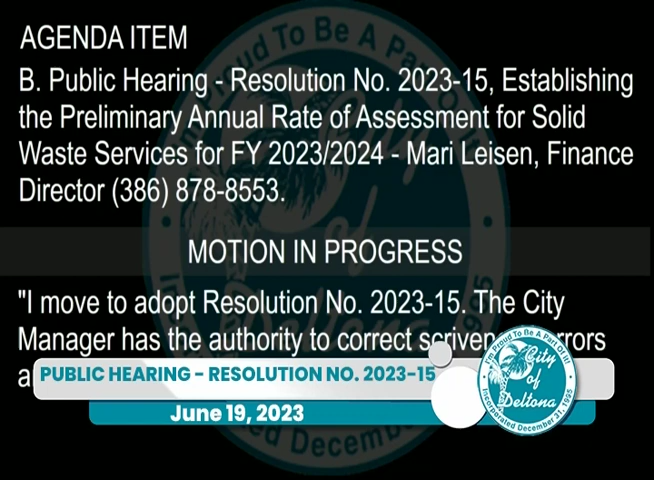 AGENDA ITEM
B. Public Hearing - Resolution No. 2023-15, Establishing
the Preliminary Annual Rate of Assessment for Solid
Waste Services for FY 2023/2024 - Mari Leisen, Finance
Director (386) 878-8553.
MOTION IN PROGRESS
"I move to adopt Resolution No. 2023-15. The City
Manager has the authority to correct
PUBLIC HEARING - RESOLUTION NO. 2023-15
June 19, 2023
I'm Proud To Be A Part Of It!
City
of
Deltona
Incorporated December 31, 1995